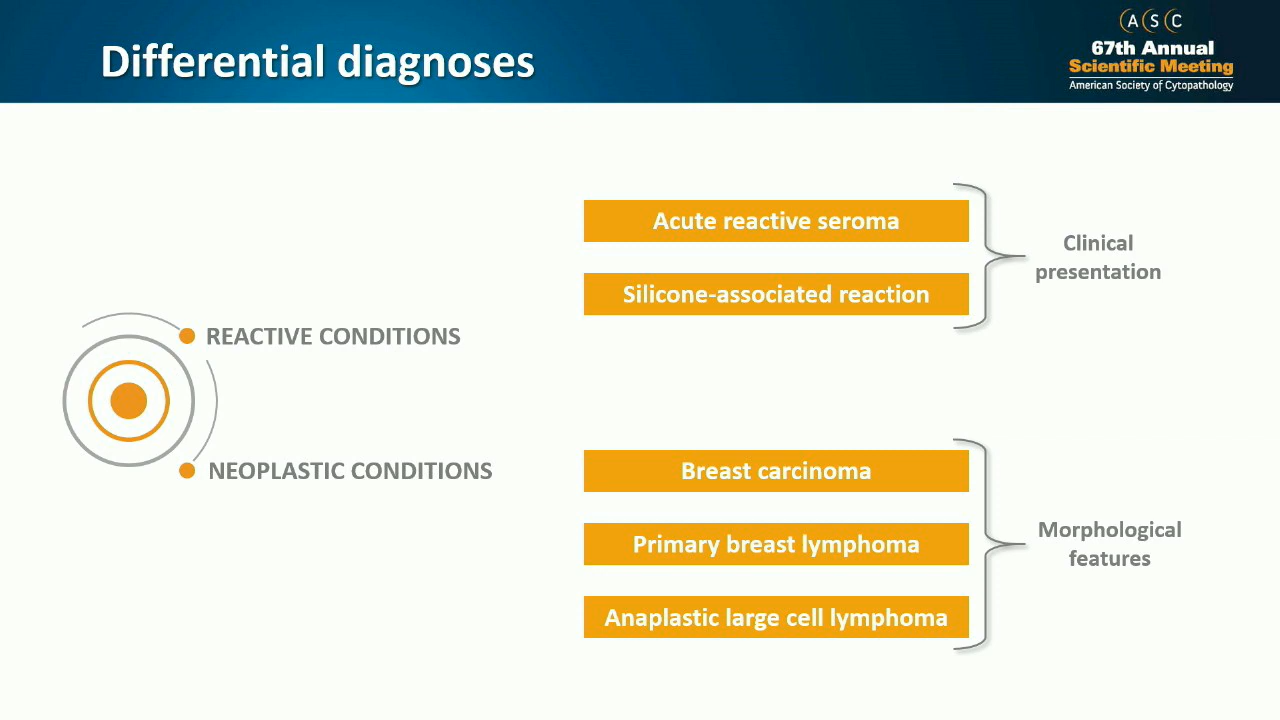 Differential diagnoses
ASC
67th Annual
Scientific Meeting
American Society of Cytopathology
REACTIVE CONDITIONS
Acute reactive seroma
Silicone-associated reaction
Clinical
presentation
NEOPLASTIC CONDITIONS
Breast carcinoma
Primary breast lymphoma
Anaplastic large cell lymphoma
Morphological
features